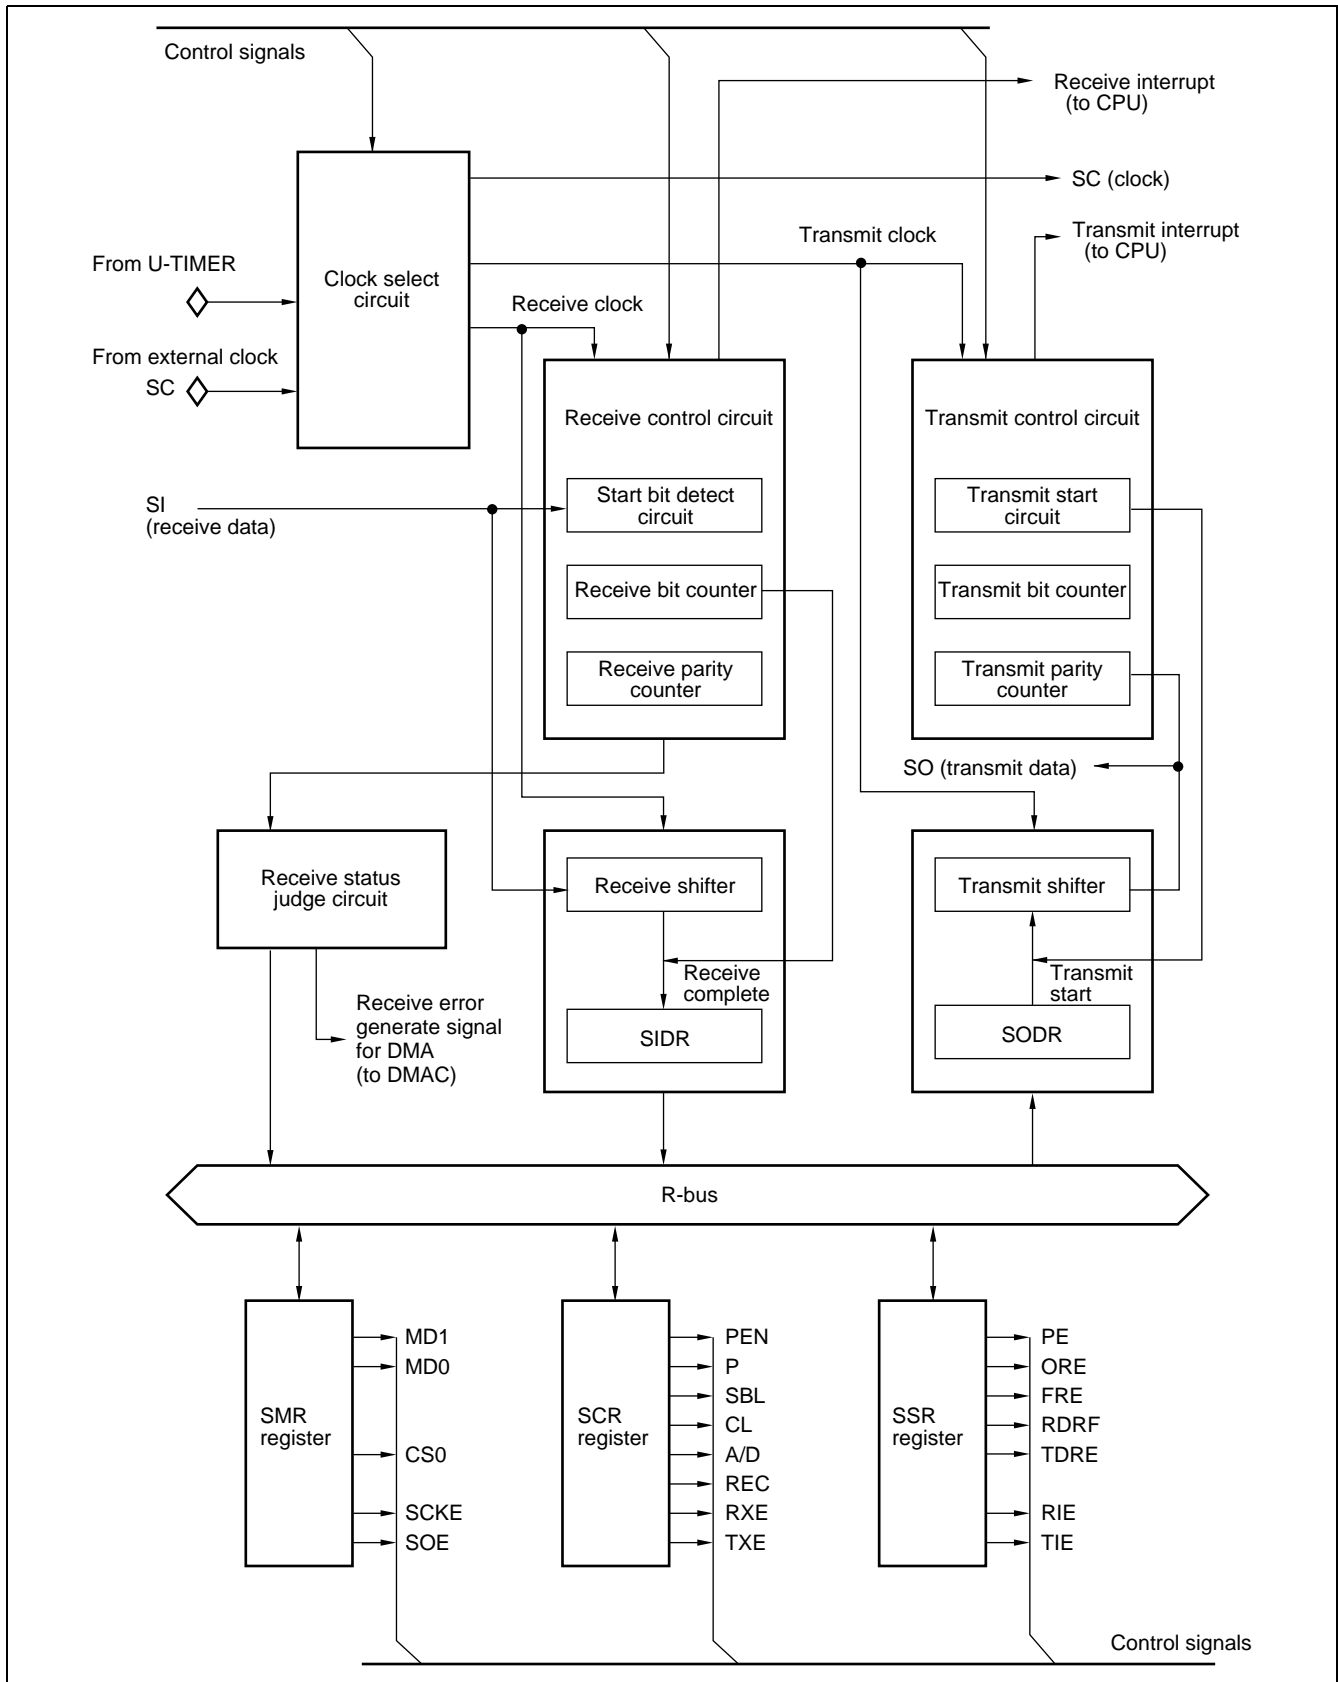 Control signals
Receive interrupt
(to CPU)
SC (clock)
Transmit clock
Transmit interrupt
(to CPU)
From U-TIMER
Clock select
circuit
Receive clock
From external clock
SC
Receive control circuit
Transmit control circuit
SI
(receive data)
Start bit detect
circuit
Transmit start
circuit
Receive bit counter
Transmit bit counter
Receive parity
counter
Transmit parity
counter
SO (transmit data)
Receive status
judge circuit
Receive shifter
Transmit shifter
Receive
complete
Transmit
start
Receive error
generate signal
for DMA
(to DMAC)
SIDR
SODR
R-bus
SMR
register
MD1
MD0
CS0
SCKE
SOE
SCR
register
PEN
P
SBL
CL
A/D
REC
RXE
TXE
SSR
register
PE
ORE
FRE
RDRF
TDRE
RIE
TIE
Control signals